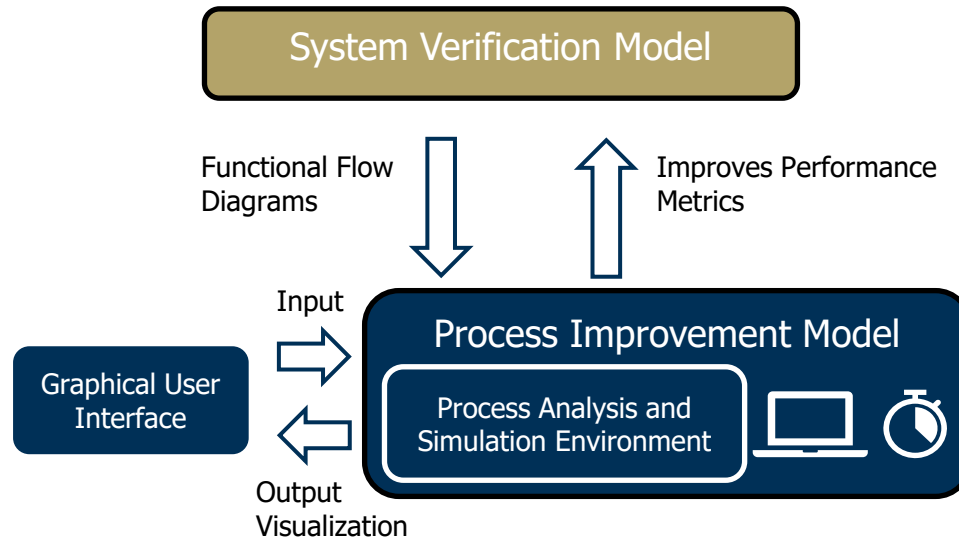 System Verification Model
Functional Flow
Diagrams
Improves Performance
Metrics
Input
Process Improvement Model
Graphical User
Interface
Process Analysis and
Simulation Environment
Output
Visualization